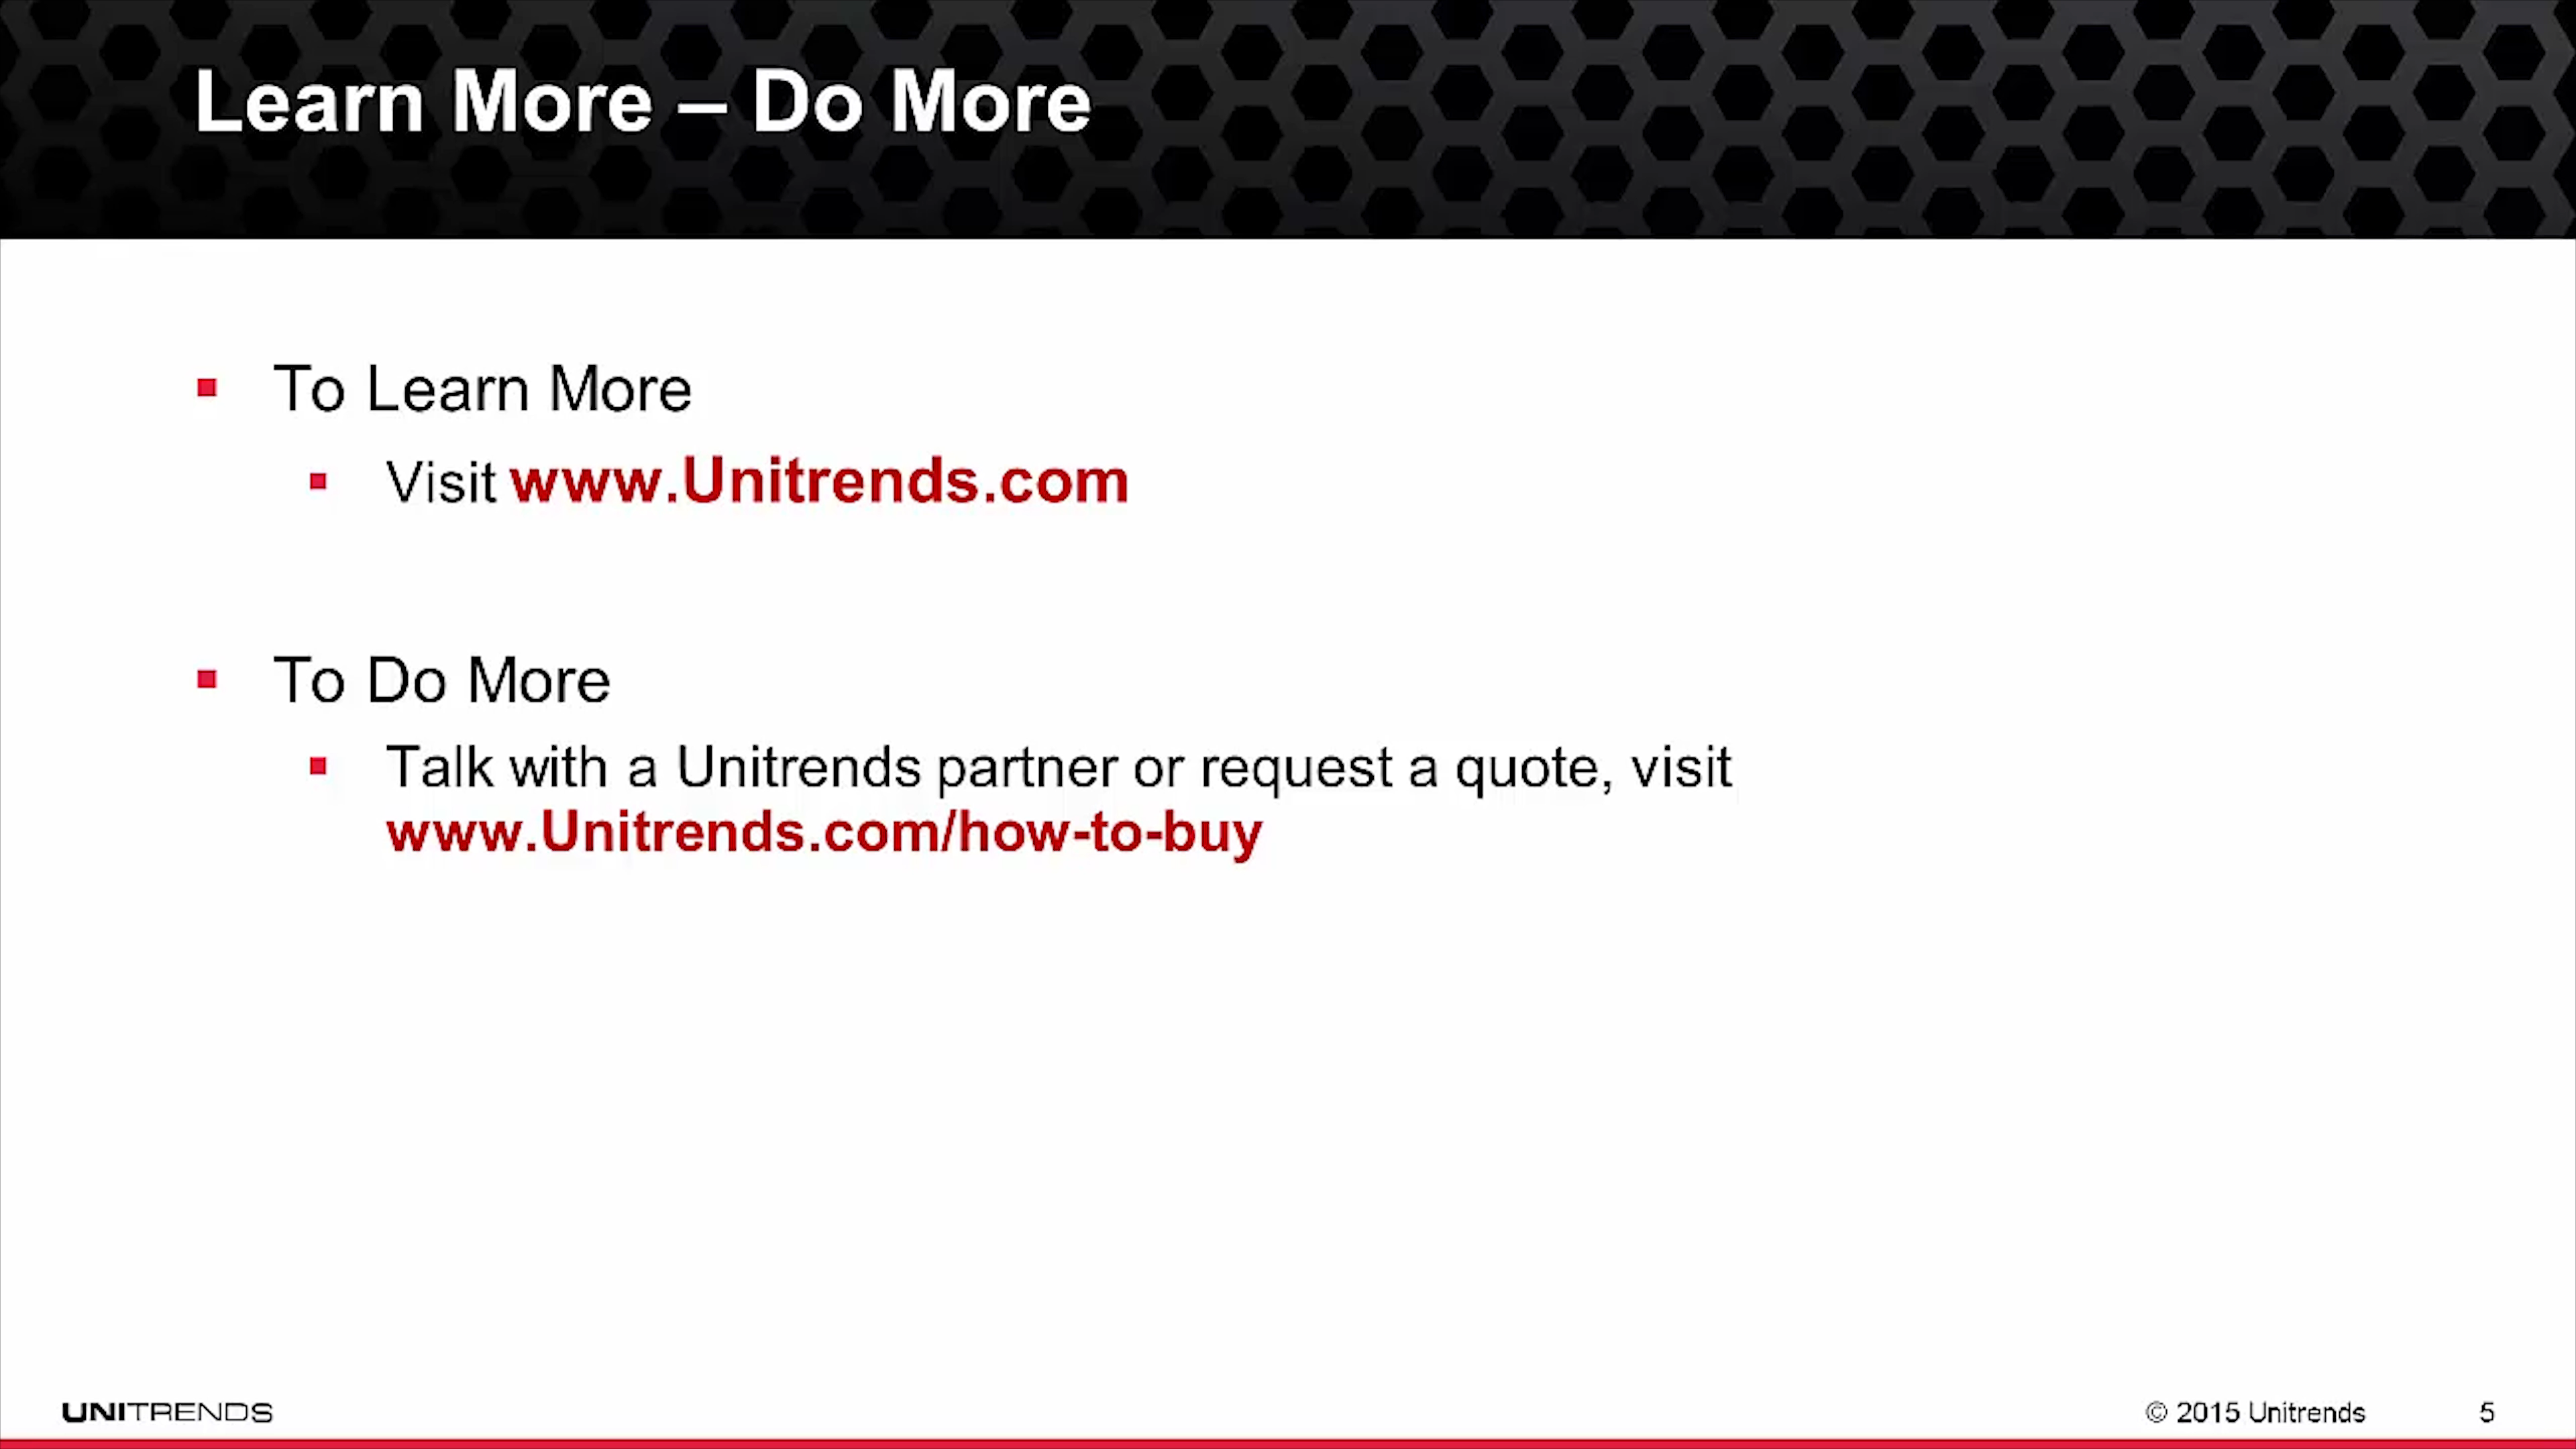 Learn More – Do More
To Learn More
Visit www.Unitrends.com
To Do More
Talk with a Unitrends partner or request a quote, visit
www.Unitrends.com/how-to-buy
UNITRENDS
© 2015 Unitrends
5